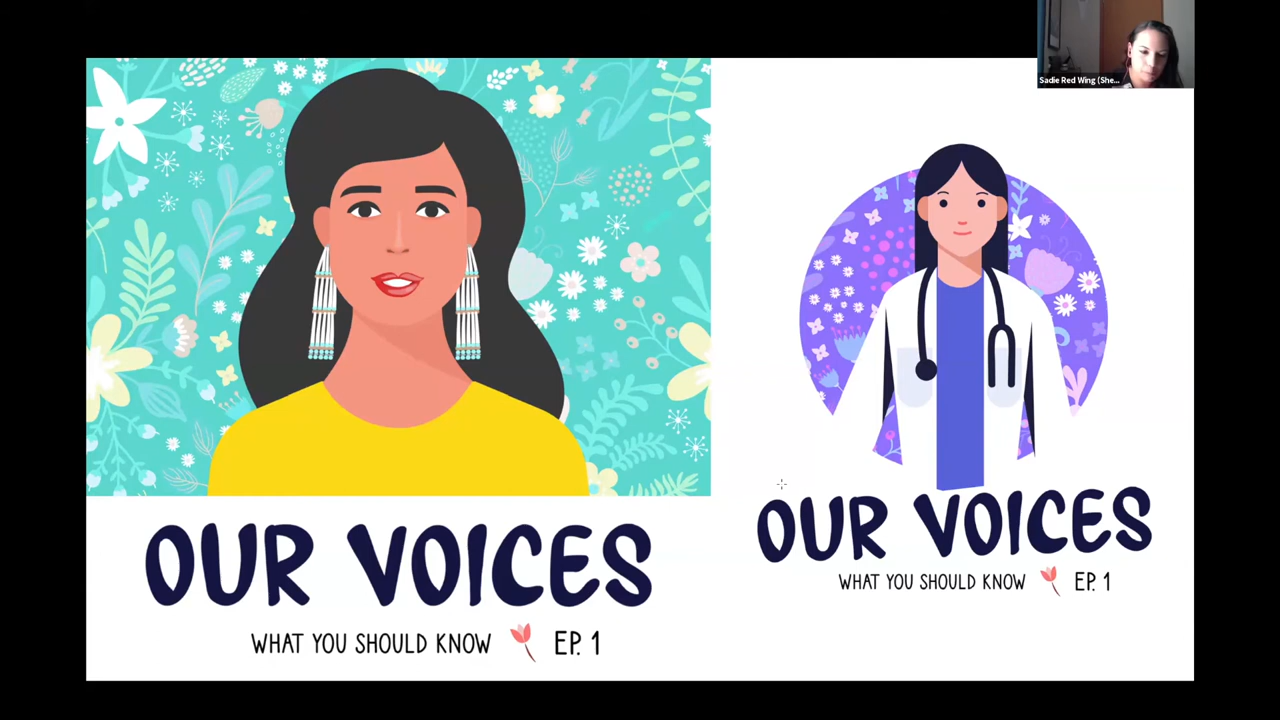 Sadie Red Wing (She...
OUR VOICES
WHAT YOU SHOULD KNOW EP. 1
OUR VOICES
WHAT YOU SHOULD KNOW EP. 1